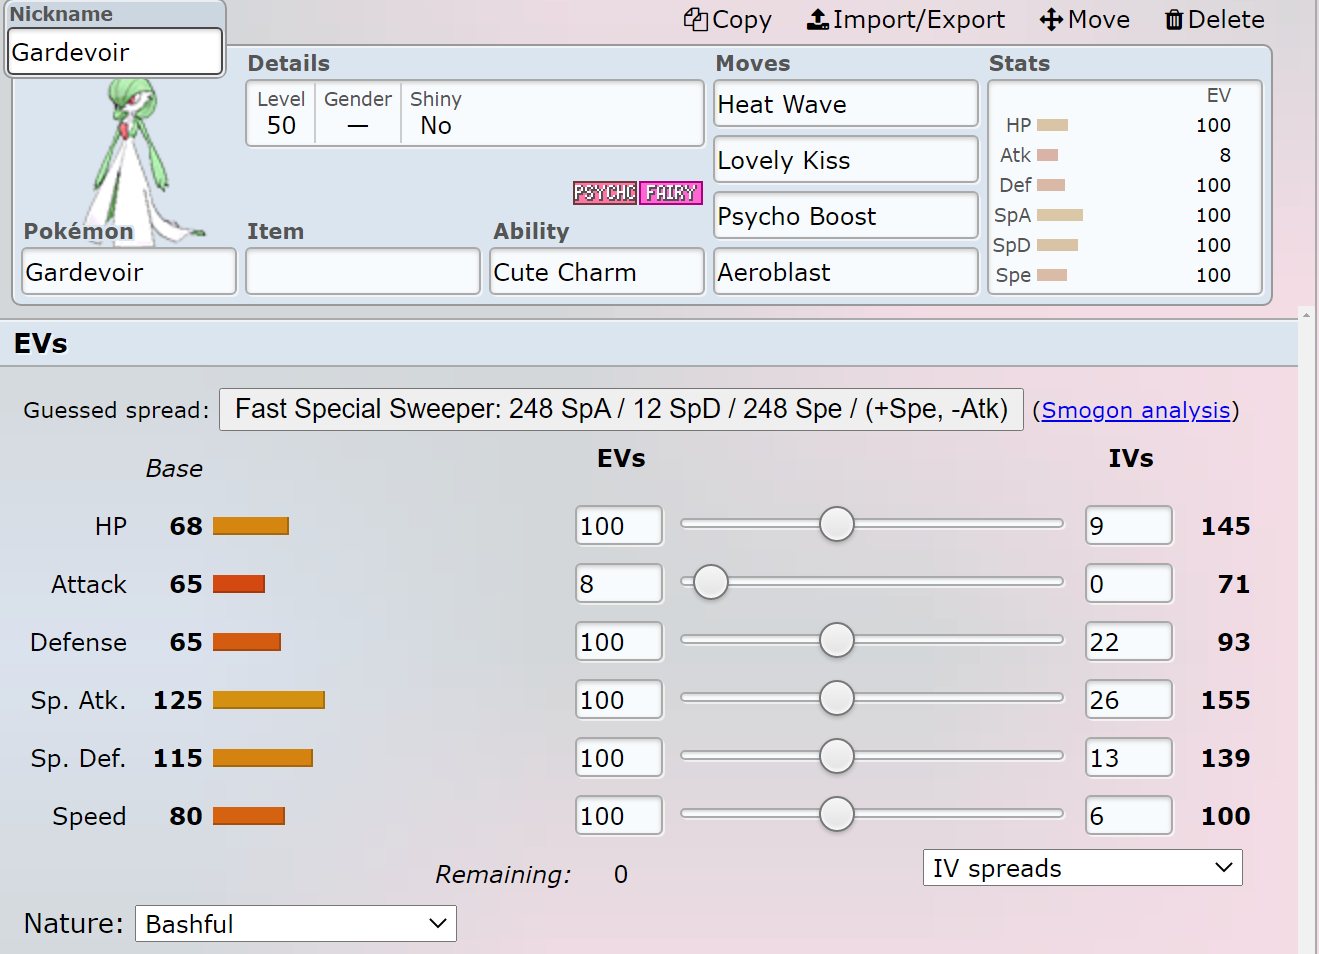 Nickname
Gardevoir
Copy Import/Export Move Delete
Details
Level Gender Shiny
50 — No
PSYCHC FAIRY
Pokémon Item Ability
Gardevoir Cute Charm
Moves
Heat Wave
Lovely Kiss
Psycho Boost
Aeroblast
Stats
EV
HP 100
Atk 8
Def 100
SpA 100
SpD 100
Spe 100
EVs
Guessed spread: Fast Special Sweeper: 248 SpA / 12 SpD / 248 Spe / (+Spe, -Atk) (Smogon analysis)
Base EVs IVs
HP 68 100 9 145
Attack 65 8 0 71
Defense 65 100 22 93
Sp. Atk. 125 100 26 155
Sp. Def. 115 100 13 139
Speed 80 100 6 100
Remaining: 0 IV spreads
Nature: Bashful